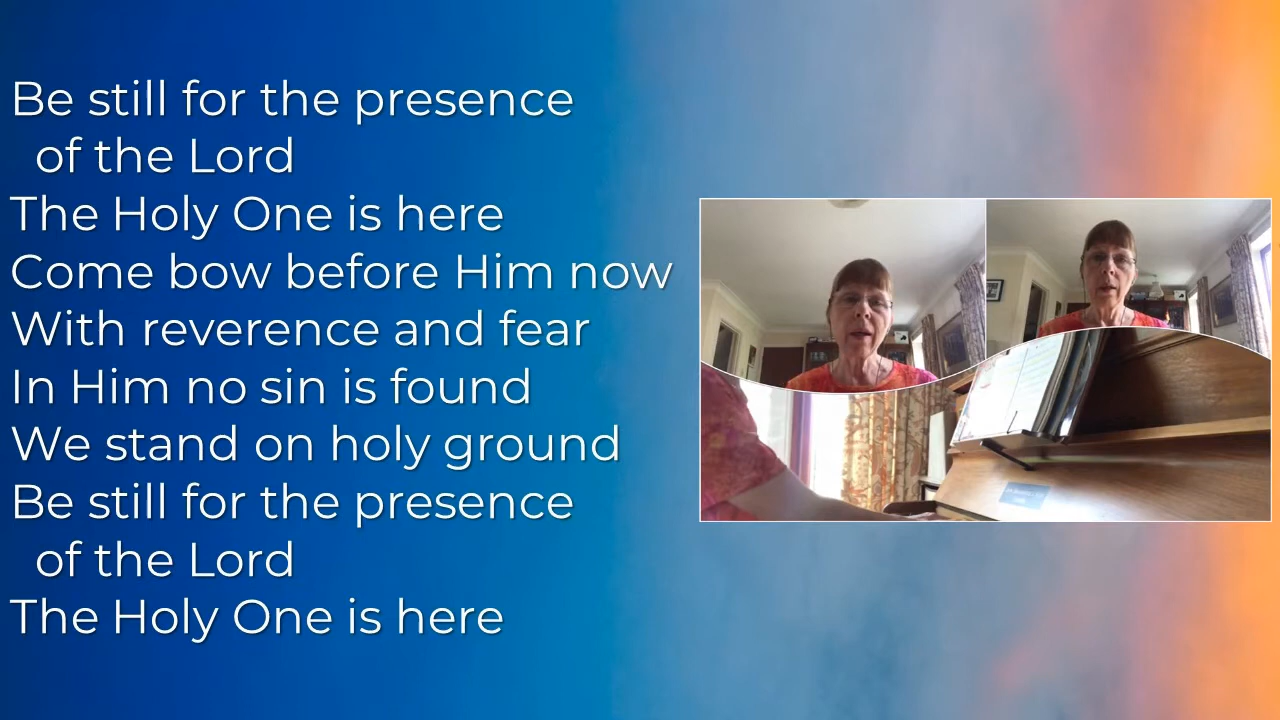 Be still for the presence
of the Lord
The Holy One is here
Come bow before Him now
With reverence and fear
In Him no sin is found
We stand on holy ground
Be still for the presence
of the Lord
The Holy One is here